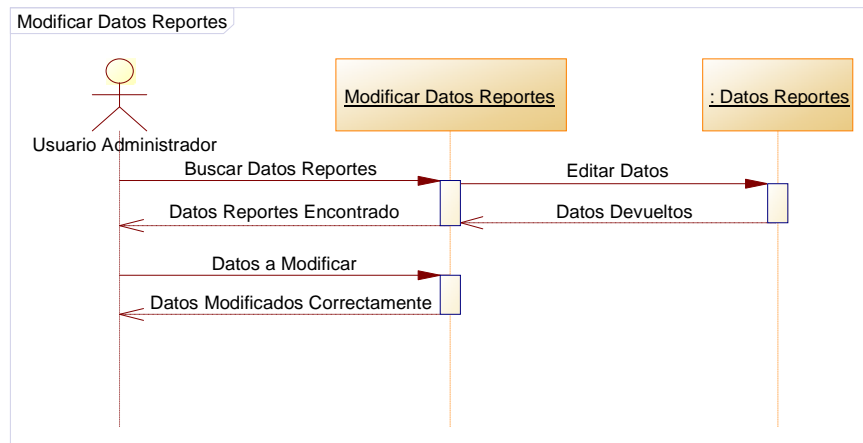 Modificar Datos Reportes
Modificar Datos Reportes
: Datos Reportes
Usuario Administrador
Buscar Datos Reportes
Editar Datos
Datos Reportes Encontrado
Datos Devueltos
Datos a Modificar
Datos Modificados Correctamente